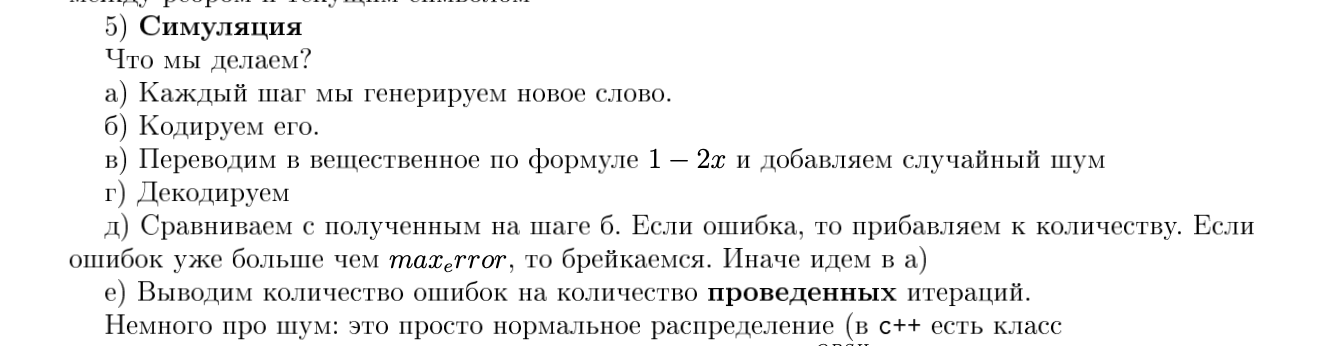 5) Симуляция
Что мы делаем?
а) Каждый шаг мы генерируем новое слово.
б) Кодируем его.
в) Переводим в вещественное по формуле 1 − 2x и добавляем случайный шум
г) Декодируем
д) Сравниваем с полученным на шаге б. Если ошибка, то прибавляем к количеству. Если
ошибок уже больше чем maxₑrror, то брейкаемся. Иначе идем в а)
е) Выводим количество ошибок на количество проведенных итераций.
Немного про шум: это просто нормальное распределение (в c++ есть класс